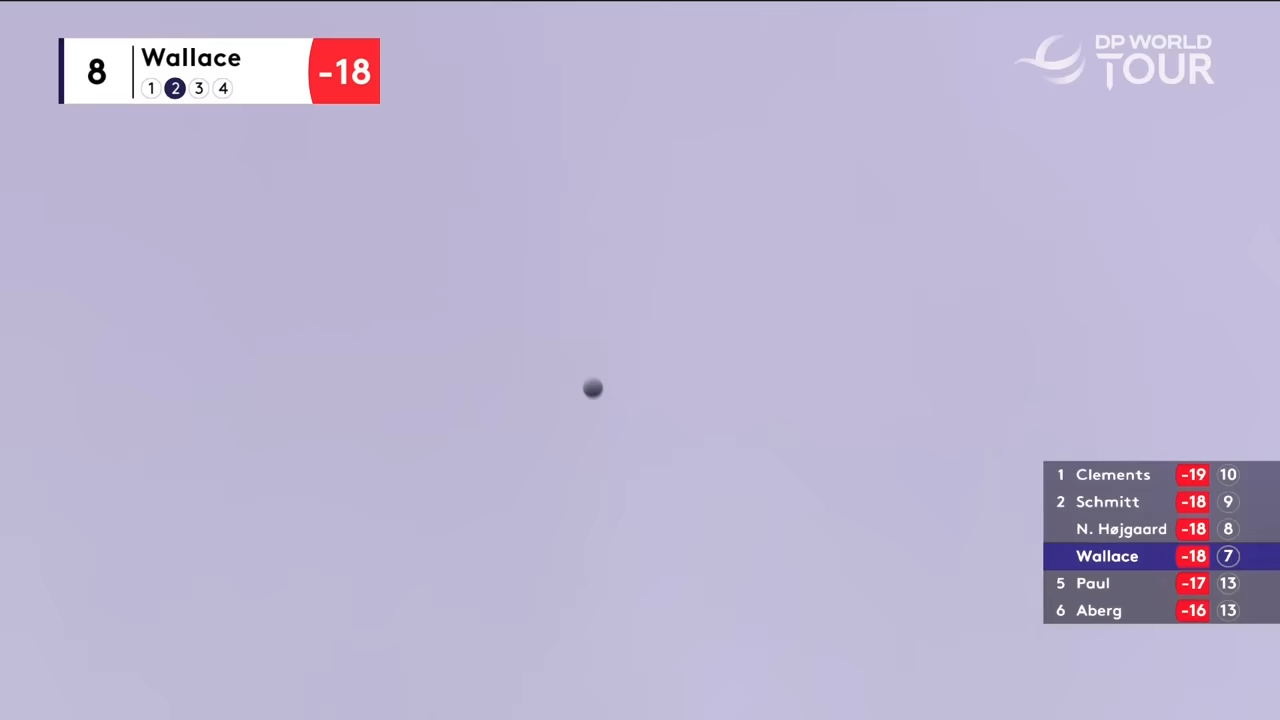 8 Wallace -18
1 2 3 4
DP WORLD
TOUR
1 Clements -19 10
2 Schmitt -18 9
N. Højgaard -18 8
Wallace -18 7
5 Paul -17 13
6 Aberg -16 13